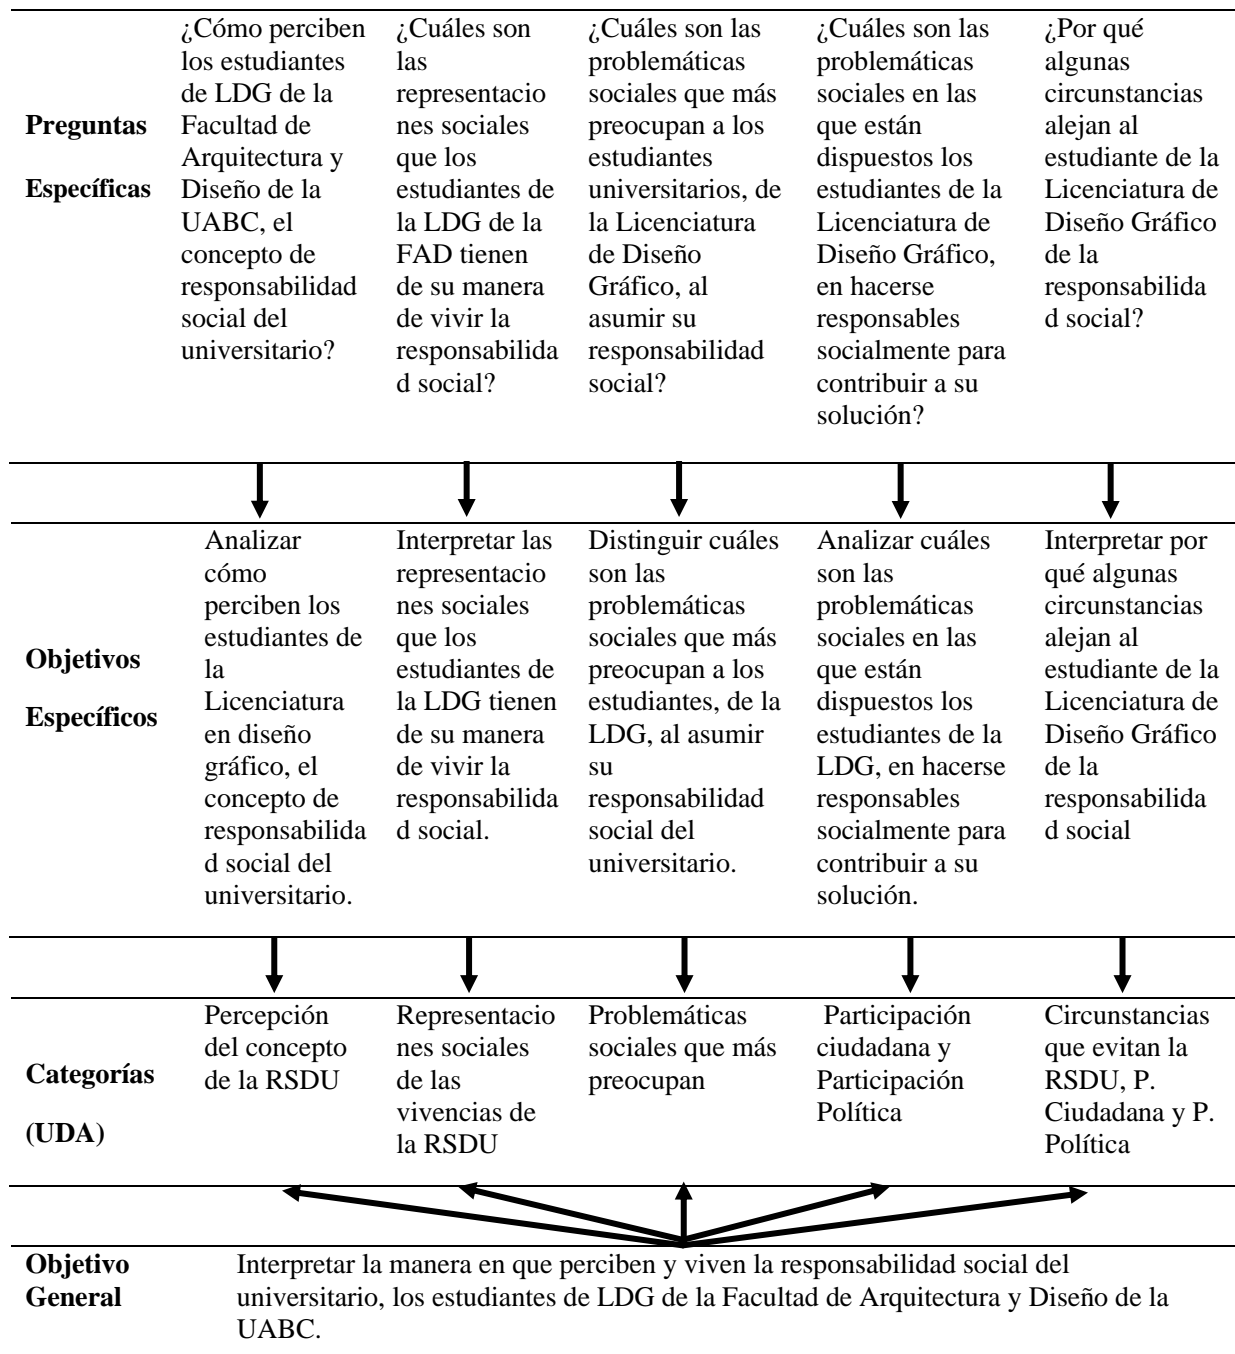 Preguntas
Específicas
¿Cómo perciben
los estudiantes
de LDG de la
Facultad de
Arquitectura y
Diseño de la
UABC, el
concepto de
responsabilidad
social del
universitario?
¿Cuáles son
las
representacio
nes sociales
que los
estudiantes de
la LDG de la
FAD tienen
de su manera
de vivir la
responsabilida
d social?
¿Cuáles son las
problemáticas
sociales que más
preocupan a los
estudiantes
universitarios, de
la Licenciatura
de Diseño
Gráfico, al
asumir su
responsabilidad
social?
¿Cuáles son las
problemáticas
sociales en las
que están
dispuestos los
estudiantes de la
Licenciatura de
Diseño Gráfico,
en hacerse
responsables
socialmente para
contribuir a su
solución?
¿Por qué
algunas
circunstancias
alejan al
estudiante de la
Licenciatura de
Diseño Gráfico
de la
responsabilida
d social?
Objetivos
Específicos
Analizar
cómo
perciben los
estudiantes de
la
Licenciatura
en diseño
gráfico, el
concepto de
responsabilida
d social del
universitario.
Interpretar las
representacio
nes sociales
que los
estudiantes de
la LDG tienen
de su manera
de vivir la
responsabilida
d social.
Distinguir cuáles
son las
problemáticas
sociales que más
preocupan a los
estudiantes, de la
LDG, al asumir
su
responsabilidad
social del
universitario.
Analizar cuáles
son las
problemáticas
sociales en las
que están
dispuestos los
estudiantes de la
LDG, en hacerse
responsables
socialmente para
contribuir a su
solución.
Interpretar por
qué algunas
circunstancias
alejan al
estudiante de la
Licenciatura de
Diseño Gráfico
de la
responsabilida
d social
Categorías
(UDA)
Percepción
del concepto
de la RSDU
Representacio
nes sociales
de las
vivencias de
la RSDU
Problemáticas
sociales que más
preocupan
Participación
ciudadana y
Participación
Política
Circunstancias
que evitan la
RSDU, P.
Ciudadana y P.
Política
Objetivo
General
Interpretar la manera en que perciben y viven la responsabilidad social del
universitario, los estudiantes de LDG de la Facultad de Arquitectura y Diseño de la
UABC.